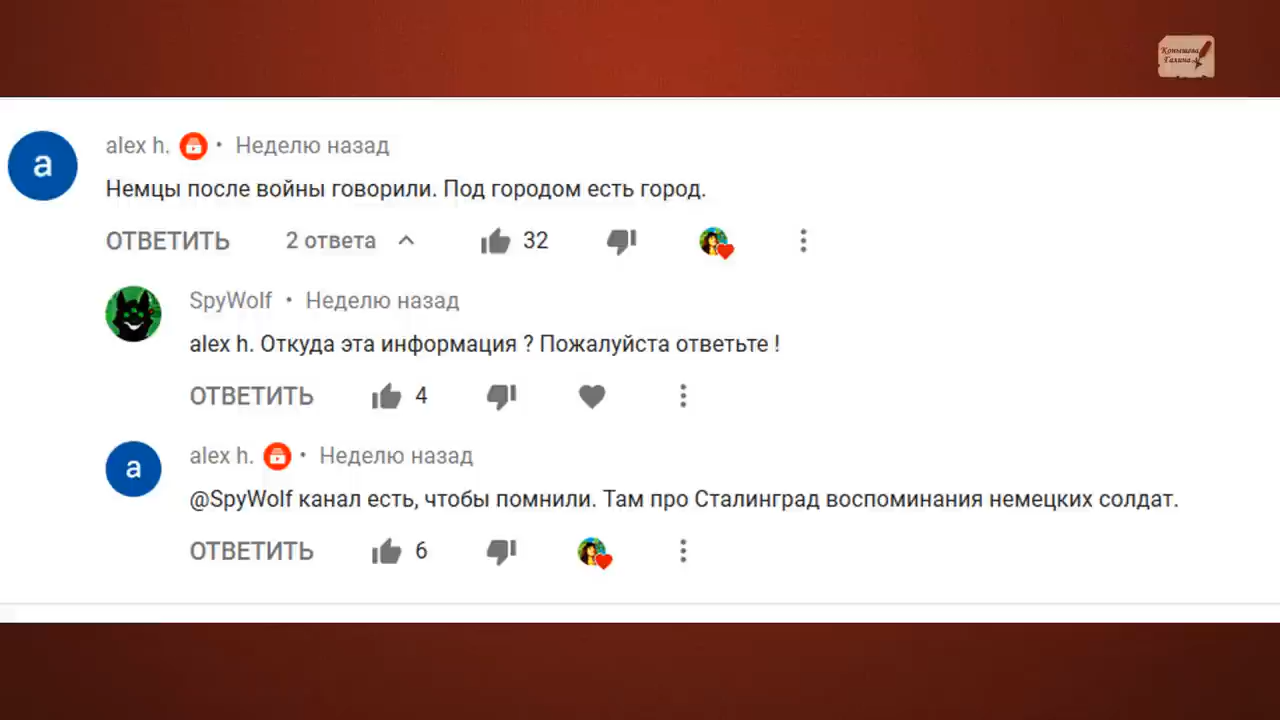 Конышева
Галина
a
alex h. • Неделю назад
Немцы после войны говорили. Под городом есть город.
ОТВЕТИТЬ 2 ответа 32
SpyWolf • Неделю назад
alex h. Откуда эта информация ? Пожалуйста ответьте !
ОТВЕТИТЬ 4
a
alex h. • Неделю назад
@SpyWolf канал есть, чтобы помнили. Там про Сталинград воспоминания немецких солдат.
ОТВЕТИТЬ 6